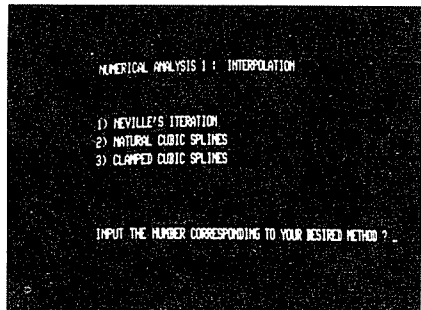 NUMERICAL ANALYSIS 1 : INTERPOLATION
1) NEVILLE'S ITERATION
2) NATURAL CUBIC SPLINES
3) CLAMPED CUBIC SPLINES
INPUT THE NUMBER CORRESPONDING TO YOUR DESIRED METHOD ? _